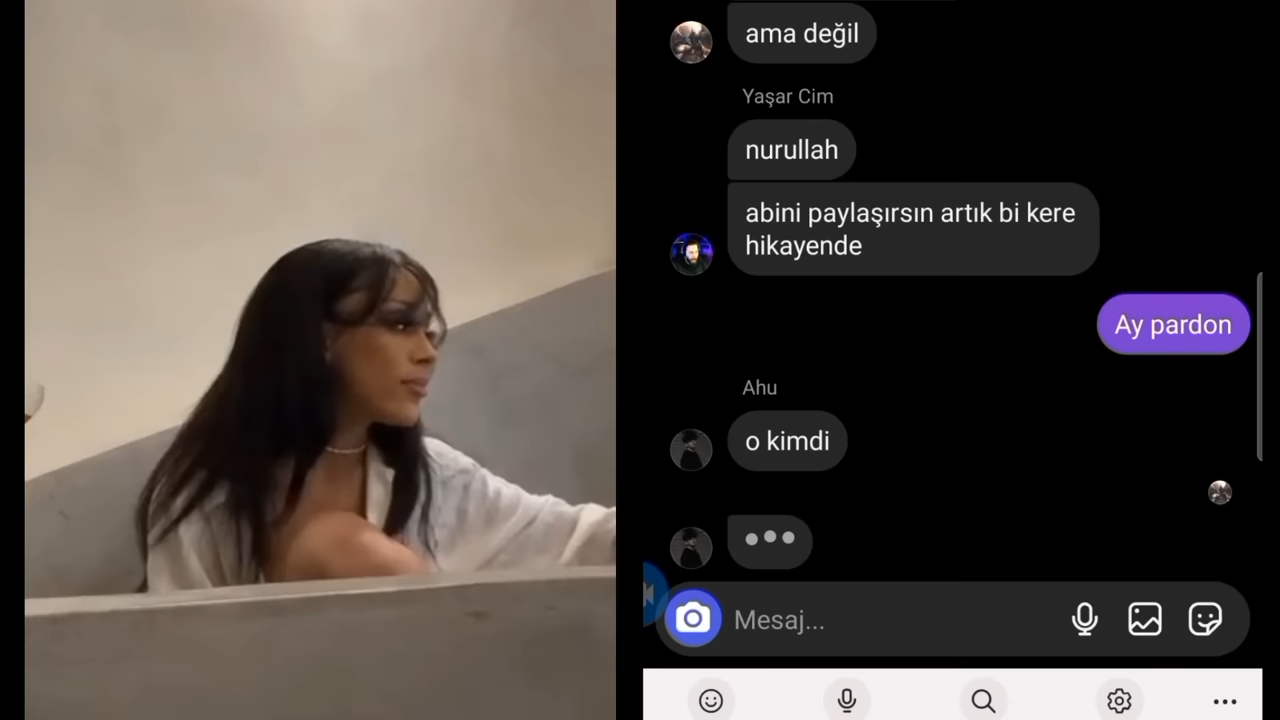 ama değil
Yaşar Cim
nurullah
abini paylaşırsın artık bi kere
hikayende
Ay pardon
Ahu
o kimdi
Mesaj...